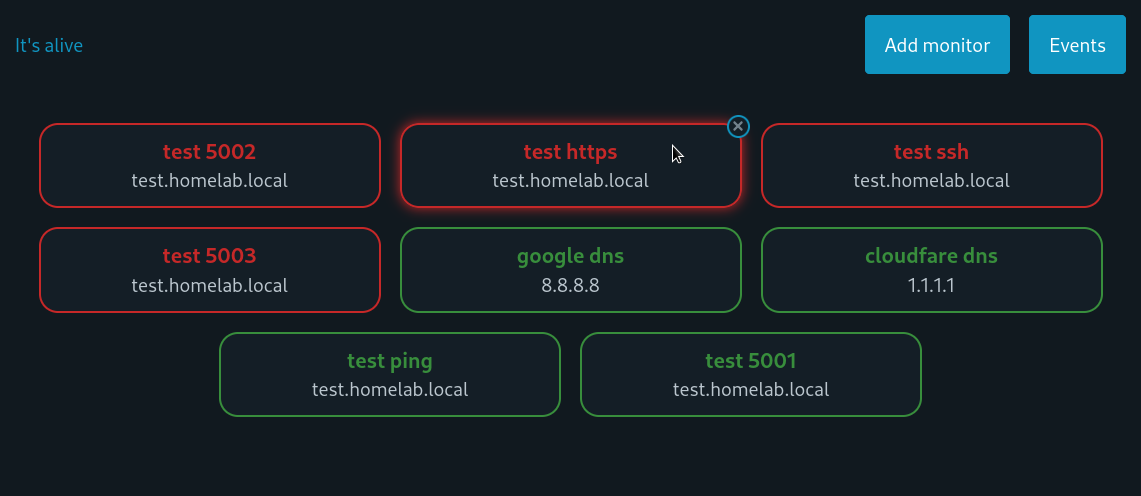 It's alive
Add monitor
Events
test 5002
test.homelab.local
test https
test.homelab.local
test ssh
test.homelab.local
test 5003
test.homelab.local
google dns
8.8.8.8
cloudfare dns
1.1.1.1
test ping
test.homelab.local
test 5001
test.homelab.local